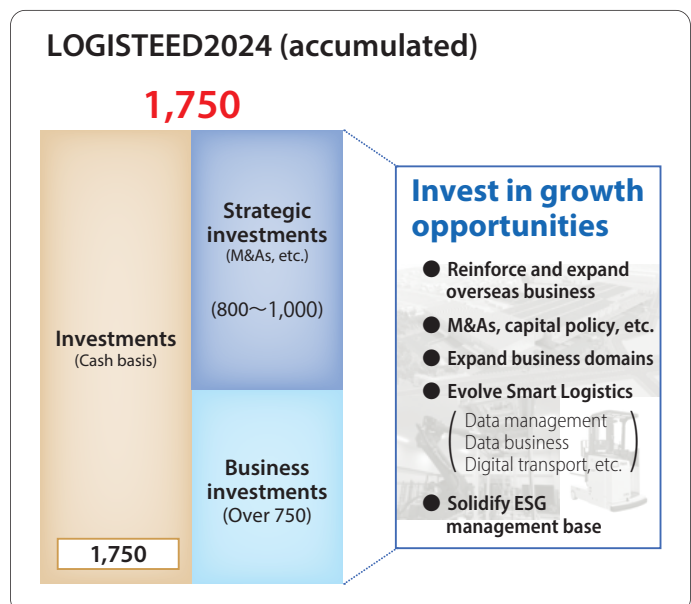 LOGISTEED2024 (accumulated)
1,750
Investments
(Cash basis)
1,750
Strategic
investments
(M&As, etc.)
(800～1,000)
Business
investments
(Over 750)
Invest in growth
opportunities
● Reinforce and expand
overseas business
● M&As, capital policy, etc.
● Expand business domains
● Evolve Smart Logistics
(Data management
Data business
Digital transport, etc.)
● Solidify ESG
management base